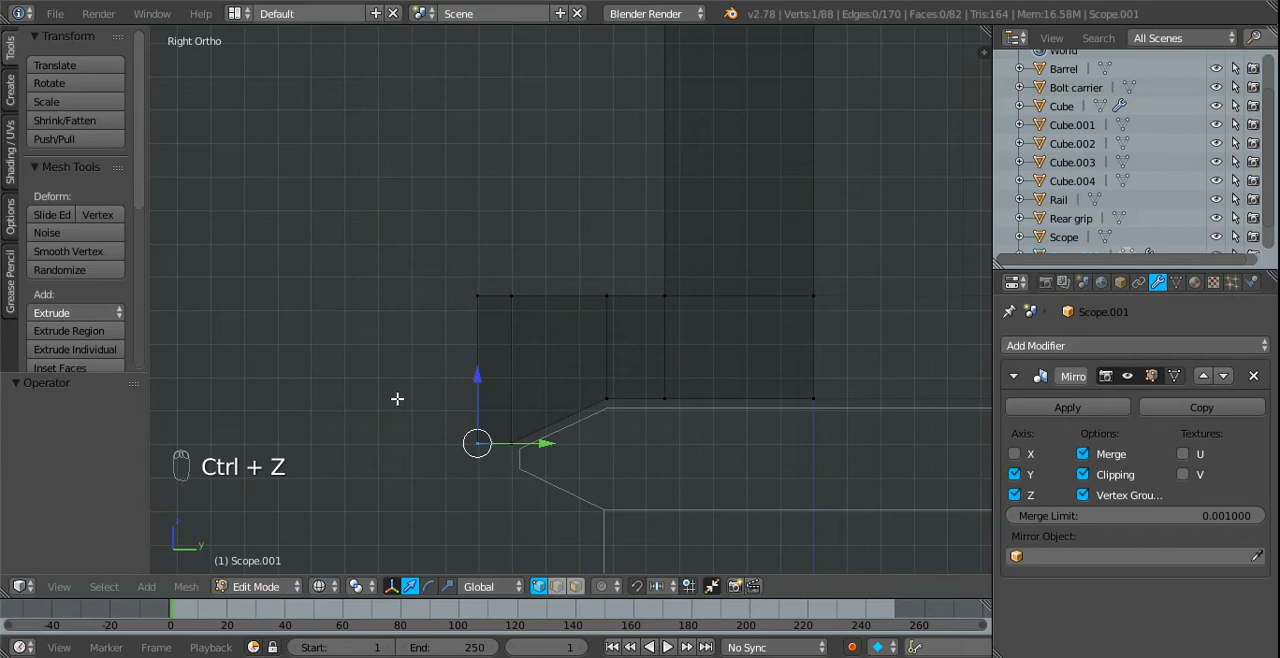 File Render Window Help Default Scene Blender Render v2.78 | Verts:1/88 | Edges:0/170 | Faces:0/82 | Tris:164 | Mem:16.58M | Scope.001
Tools
Create
Shading / UVs
Options
Grease Pencil
Transform
Translate
Rotate
Scale
Shrink/Fatten
Push/Pull
Mesh Tools
Deform:
Slide Ed Vertex
Noise
Smooth Vertex
Randomize
Add:
Extrude
Extrude Region
Extrude Individual
Inset Faces
Operator
Right Ortho
Ctrl + Z
z
y
(1) Scope.001
View Select Add Mesh Edit Mode Global
-40 -20 0 20 40 60 80 100 120 140 160 180 200 220 240 260
View Marker Frame Playback Start: 1 End: 250 1 No Sync
View Search All Scenes
World
Barrel
Bolt carrier
Cube
Cube.001
Cube.002
Cube.003
Cube.004
Rail
Rear grip
Scope
Scope.001
Add Modifier
Mirro
Apply Copy
Axis: Options: Textures:
X Merge U
Y Clipping V
Z Vertex Grou...
Merge Limit: 0.001000
Mirror Object: